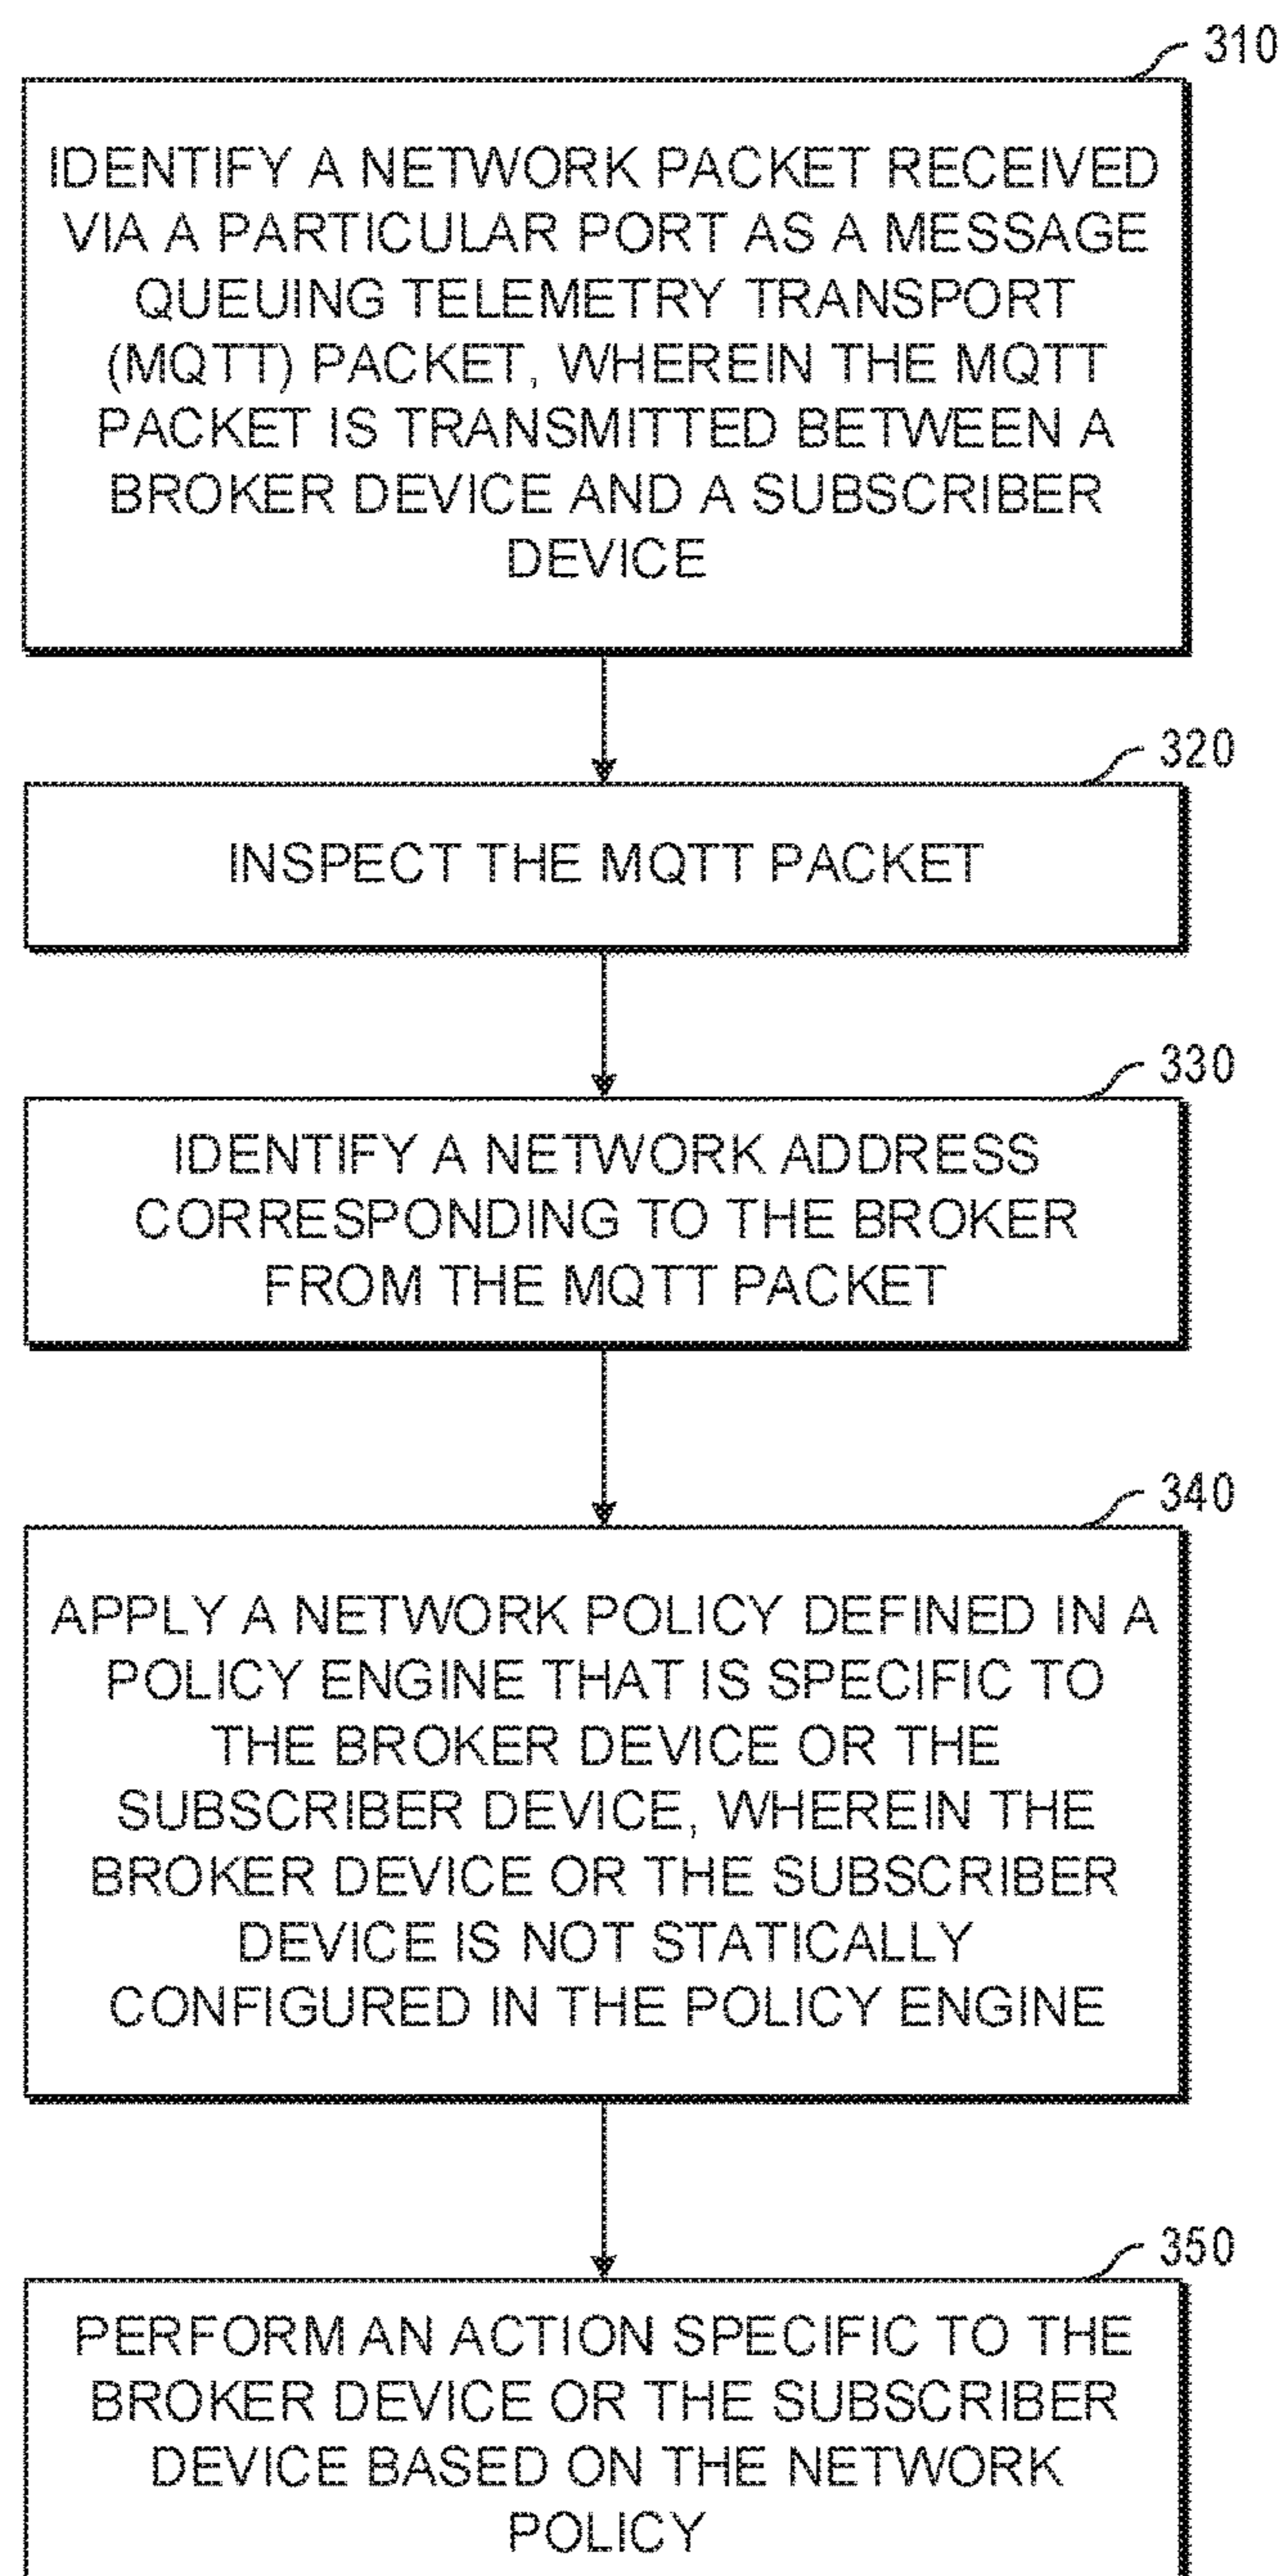 310
IDENTIFY A NETWORK PACKET RECEIVED
VIA A PARTICULAR PORT AS A MESSAGE
QUEUING TELEMETRY TRANSPORT
(MQTT) PACKET, WHEREIN THE MQTT
PACKET IS TRANSMITTED BETWEEN A
BROKER DEVICE AND A SUBSCRIBER
DEVICE
320
INSPECT THE MQTT PACKET
330
IDENTIFY A NETWORK ADDRESS
CORRESPONDING TO THE BROKER
FROM THE MQTT PACKET
340
APPLY A NETWORK POLICY DEFINED IN A
POLICY ENGINE THAT IS SPECIFIC TO
THE BROKER DEVICE OR THE
SUBSCRIBER DEVICE, WHEREIN THE
BROKER DEVICE OR THE SUBSCRIBER
DEVICE IS NOT STATICALLY
CONFIGURED IN THE POLICY ENGINE
350
PERFORM AN ACTION SPECIFIC TO THE
BROKER DEVICE OR THE SUBSCRIBER
DEVICE BASED ON THE NETWORK
POLICY